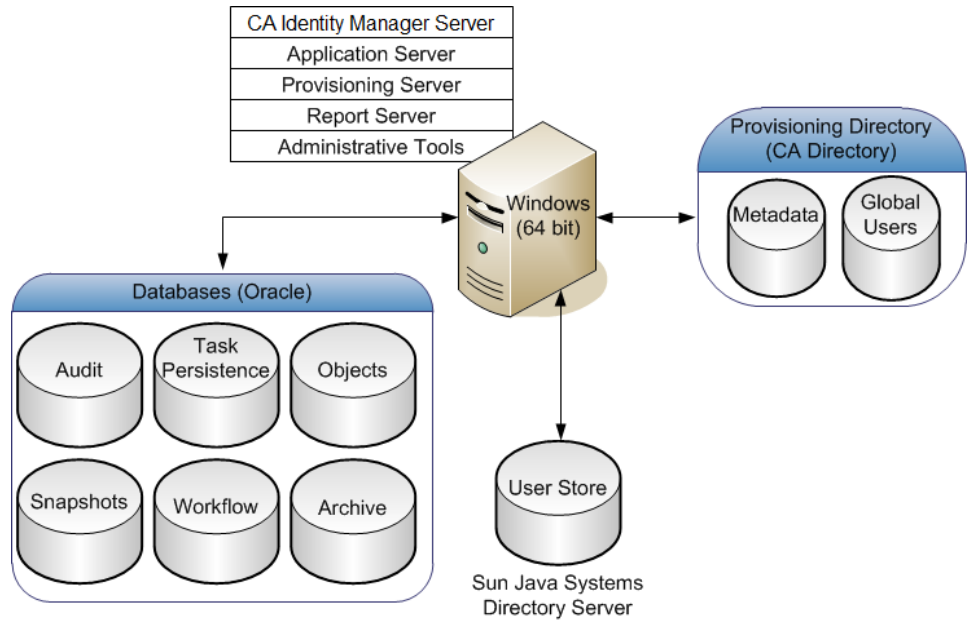 CA Identity Manager Server
Application Server
Provisioning Server
Report Server
Administrative Tools
Windows
(64 bit)
Provisioning Directory
(CA Directory)
Metadata
Global
Users
Databases (Oracle)
Audit
Task
Persistence
Objects
Snapshots
Workflow
Archive
User Store
Sun Java Systems
Directory Server